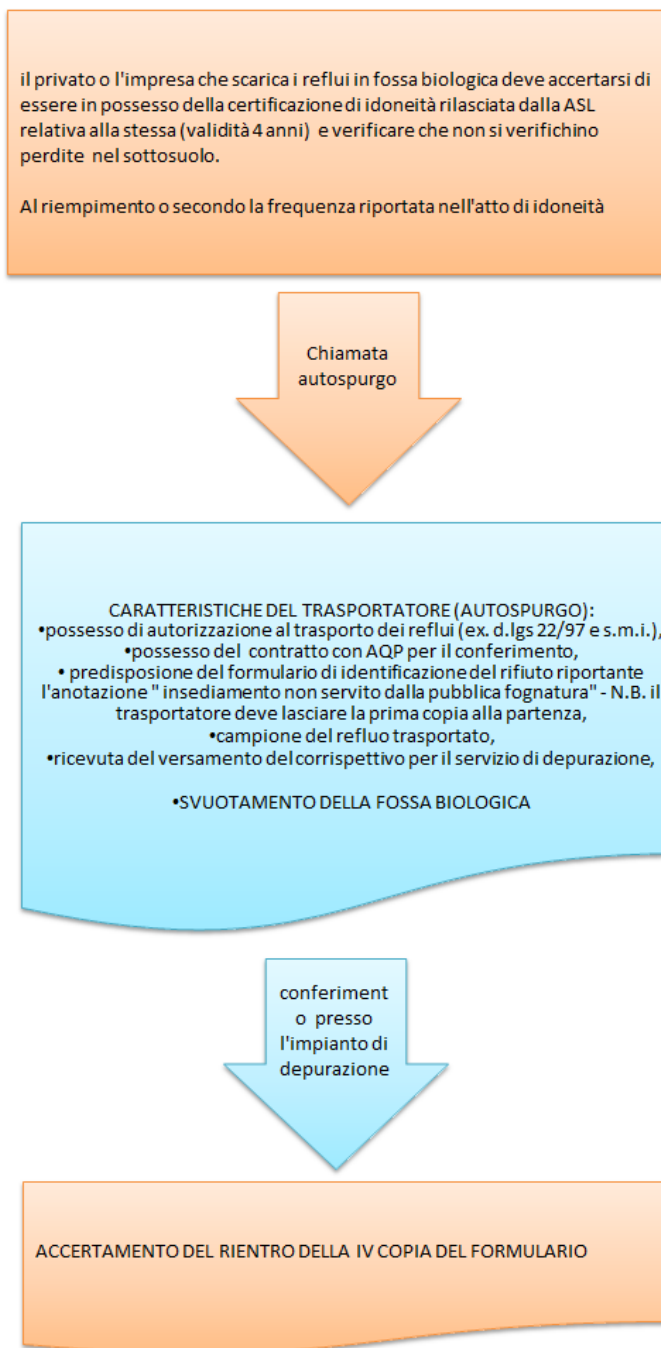 il privato o l'impresa che scarica i reflui in fossa biologica deve accertarsi di
essere in possesso della certificazione di idoneità rilasciata dalla ASL
relativa alla stessa (validità 4 anni) e verificare che non si verifichino
perdite nel sottosuolo.
Al riempimento o secondo la frequenza riportata nell'atto di idoneità
Chiamata
autospurgo
CARATTERISTICHE DEL TRASPORTATORE (AUTOSPURGO):
•possesso di autorizzazione al trasporto dei reflui (ex. d.lgs 22/97 e s.m.i.),
•possesso del contratto con AQP per il conferimento,
• predisposione del formulario di identificazione del rifiuto riportante
l'anotazione " insediamento non servito dalla pubblica fognatura" - N.B. il
trasportatore deve lasciare la prima copia alla partenza,
•campione del refluo trasportato,
•ricevuta del versamento del corrispettivo per il servizio di depurazione,
•SVUOTAMENTO DELLA FOSSA BIOLOGICA
conferiment
o presso
l'impianto di
depurazione
ACCERTAMENTO DEL RIENTRO DELLA IV COPIA DEL FORMULARIO